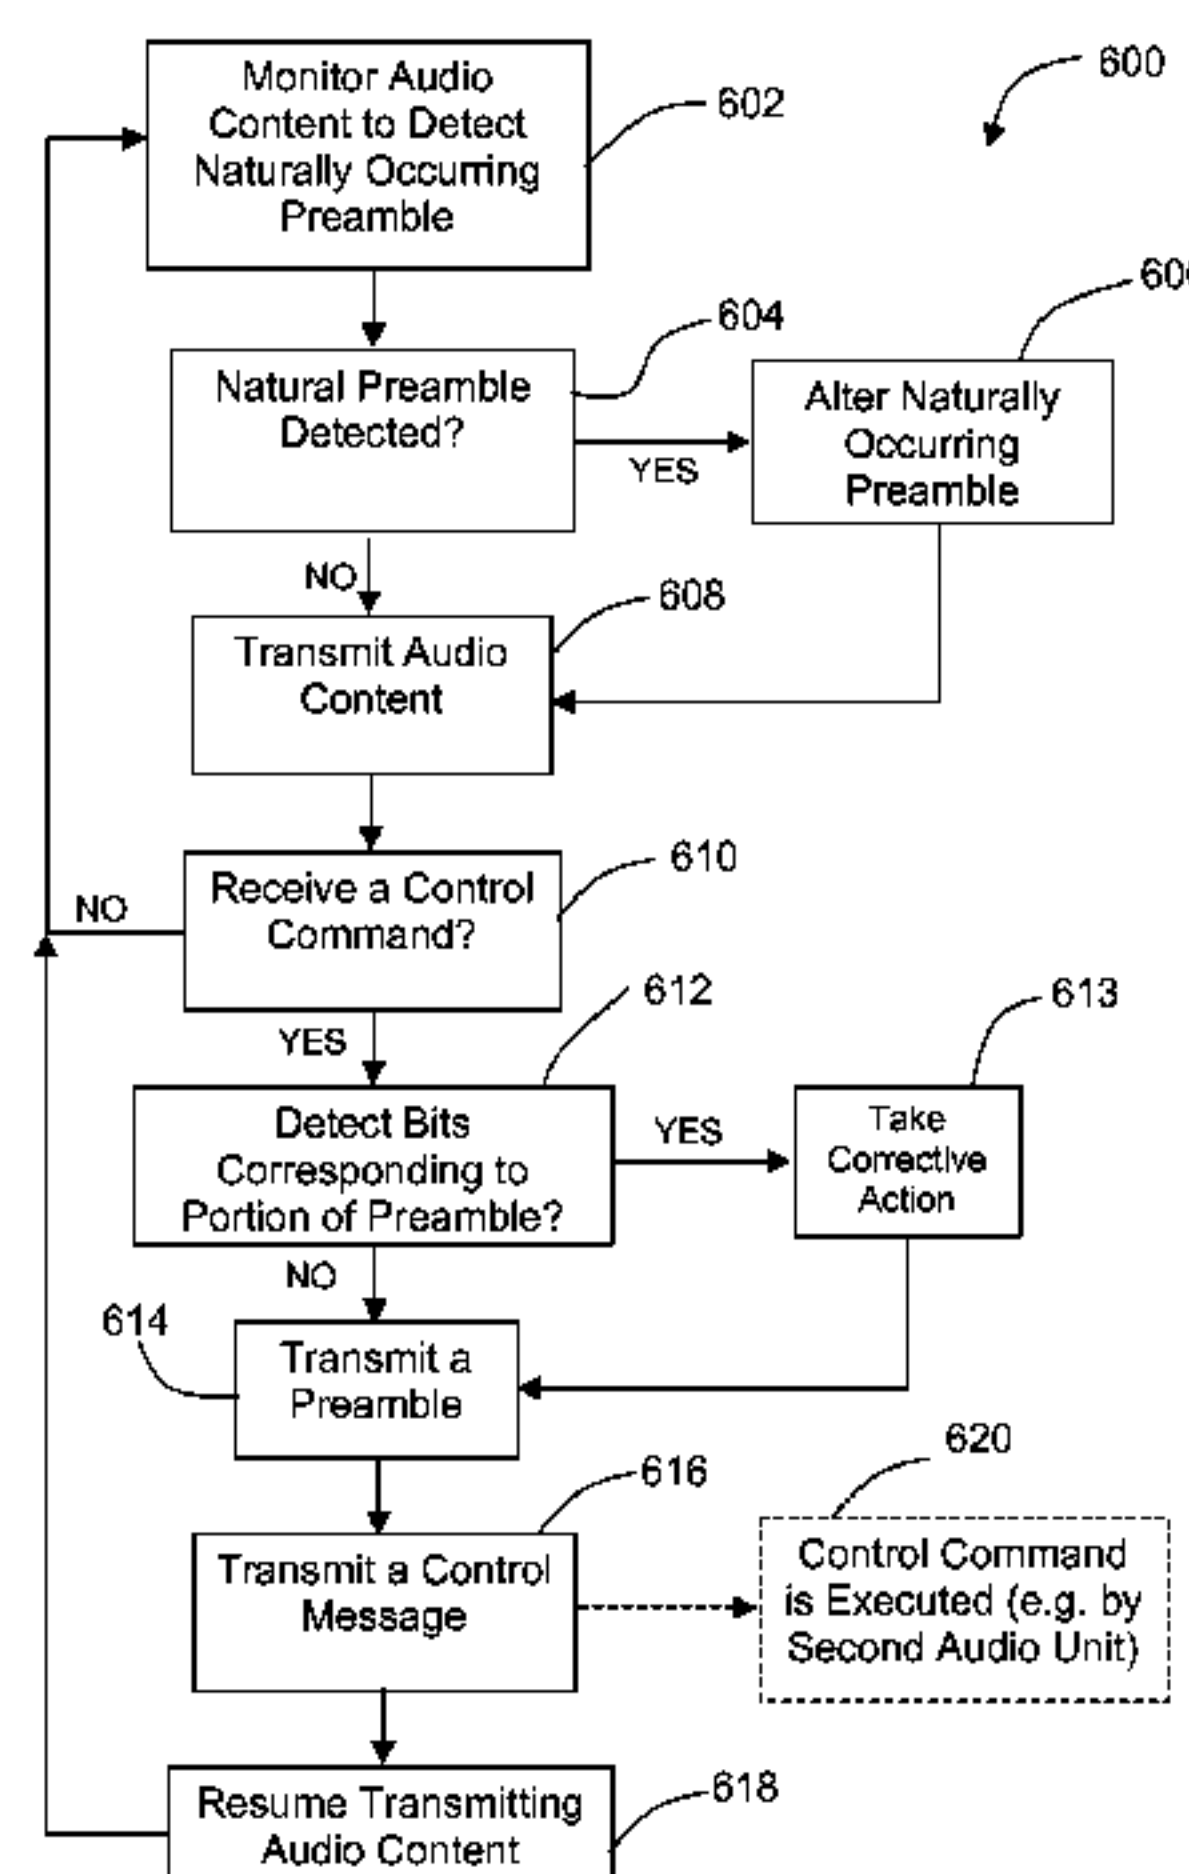 600
Monitor Audio
Content to Detect
Naturally Occurring
Preamble
602
604
Natural Preamble
Detected?
YES
Alter Naturally
Occurring
Preamble
NO
608
Transmit Audio
Content
610
Receive a Control
Command?
NO
YES
612
613
Detect Bits
Corresponding to
Portion of Preamble?
YES
Take
Corrective
Action
NO
614
Transmit a
Preamble
616
620
Transmit a Control
Message
Control Command
is Executed (e.g. by
Second Audio Unit)
618
Resume Transmitting
Audio Content